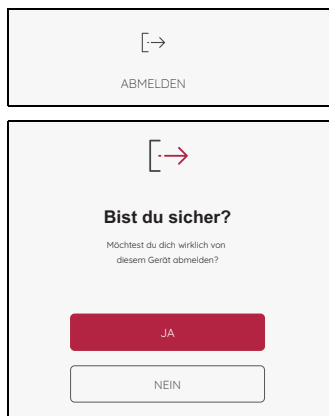 ABMELDEN
Bist du sicher?
Möchtest du dich wirklich von
diesem Gerät abmelden?
JA
NEIN